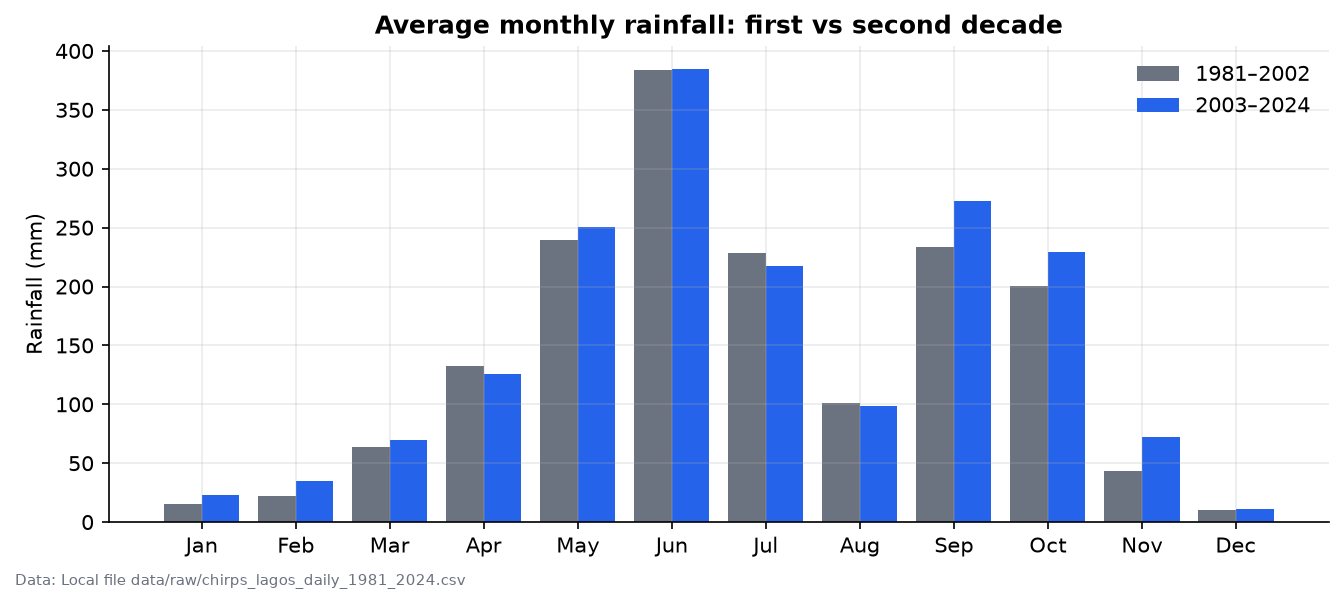 Average monthly rainfall: first vs second decade
1981–2002
2003–2024
Rainfall (mm)
400
350
300
250
200
150
100
50
0
Jan Feb Mar Apr May Jun Jul Aug Sep Oct Nov Dec
Data: Local file data/raw/chirps_lagos_daily_1981_2024.csv